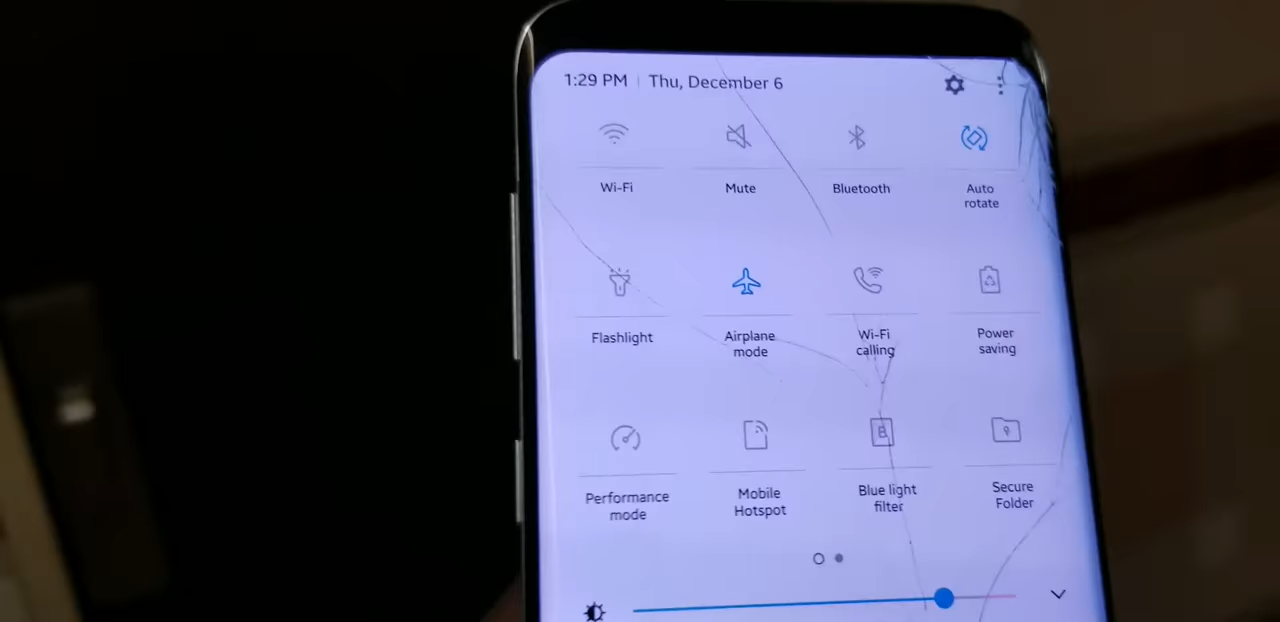 1:29 PM | Thu, December 6
Wi-Fi
Mute
Bluetooth
Auto
rotate
Flashlight
Airplane
mode
Wi-Fi
calling
Power
saving
Performance
mode
Mobile
Hotspot
Blue light
filter
Secure
Folder